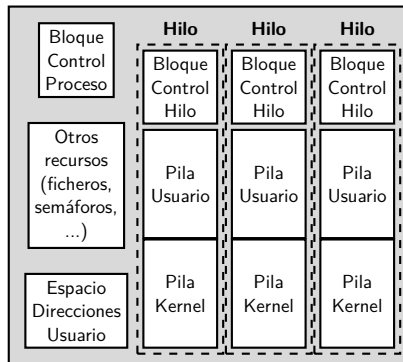 Bloque
Control
Proceso
Otros
recursos
(ficheros,
semáforos,
...)
Espacio
Direcciones
Usuario
Hilo
Bloque
Control
Hilo
Pila
Usuario
Pila
Kernel
Hilo
Bloque
Control
Hilo
Pila
Usuario
Pila
Kernel
Hilo
Bloque
Control
Hilo
Pila
Usuario
Pila
Kernel